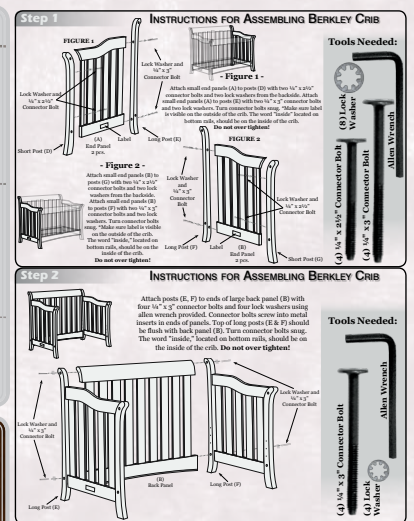 Step 1
INSTRUCTIONS FOR ASSEMBLING BERKLEY CRIB
FIGURE 1
Lock Washer and
¼" x 3"
Connector Bolt
Lock Washer and
¼" x 2½"
Connector Bolt
(A)
End Panel
2 pcs.
Label
Long Post (E)
Short Post (D)
- Figure 1 -
Attach small end panels (A) to posts (D) with two ¼" x 2½"
connector bolts and two lock washers from the backside. Attach
small end panels (A) to posts (E) with two ¼" x 3" connector bolts
and two lock washers. Turn connector bolts snug. *Make sure label
is visible on the outside of the crib. The word "inside" located on
bottom rails, should be on the inside of the crib.
Do not over tighten!
- Figure 2 -
Attach small end panels (B) to
posts (G) with two ¼" x 2½"
connector bolts and two lock
washers from the backside.
Attach small end panels (B)
to posts (F) with two ¼" x 3"
connector bolts and two lock
washers. Turn connector bolts
snug. *Make sure label is visible
on the outside of the crib.
The word "inside," located on
bottom rails, should be on the
inside of the crib.
Do not over tighten!
FIGURE 2
Lock Washer
and
¼" x 3"
Connector
Bolt
Lock Washer
and
¼" x 2½"
Connector Bolt
Long Post (F)
Label
(B)
End Panel
2 pcs.
Short Post (G)
Tools Needed:
(8) Lock
Washer
Allen Wrench
(4) ¼" x 2½" Connector Bolt
(4) ¼" x 3" Connector Bolt
Step 2
INSTRUCTIONS FOR ASSEMBLING BERKLEY CRIB
Attach posts (E, F) to ends of large back panel (B) with
four ¼" x 3" connector bolts and four lock washers using
allen wrench provided. Connector bolts screw into metal
inserts in ends of panels. Top of long posts (E & F) should
be flush with back panel (B). Turn connector bolts snug.
The word "inside," located on bottom rails, should be on
the inside of the crib. Do not over tighten!
Lock Washer and
¼" x 3"
Connector Bolt
Lock Washer and
¼" x 3"
Connector Bolt
(B)
Back Panel
Long Post (F)
Long Post (E)
Tools Needed:
Allen Wrench
(4) ¼" x 3" Connector Bolt
(4) Lock
Washer